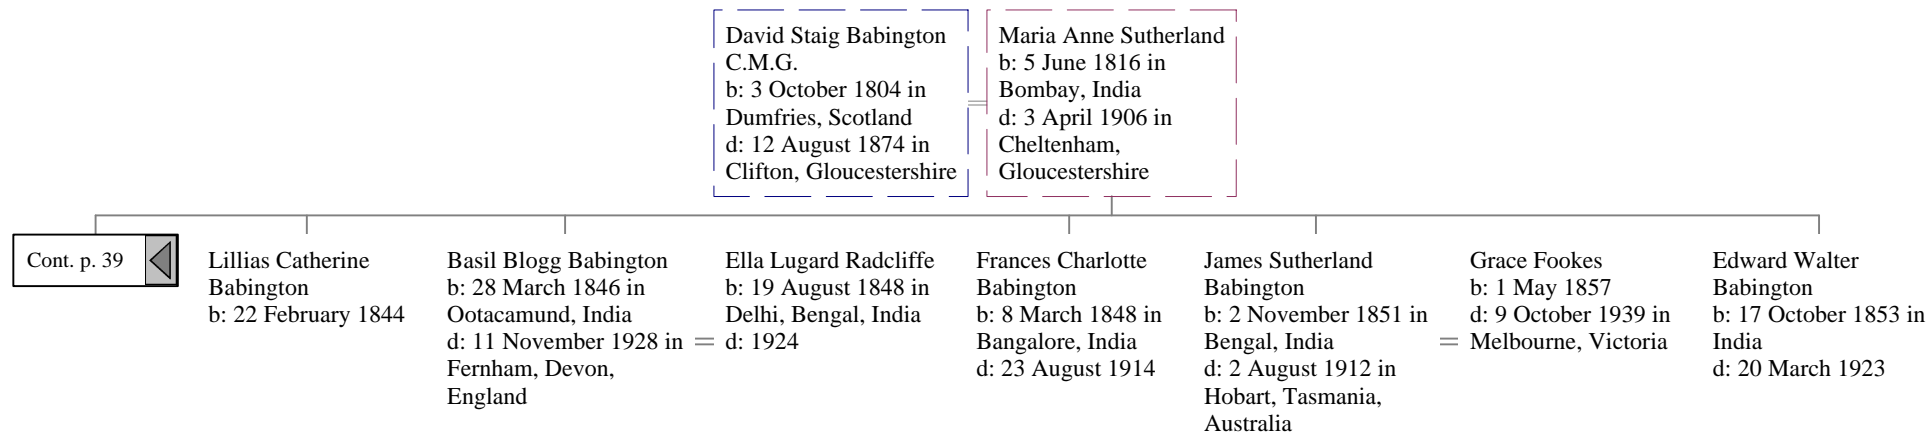 David Staig Babington
C.M.G.
b: 3 October 1804 in
Dumfries, Scotland
d: 12 August 1874 in
Clifton, Gloucestershire
Maria Anne Sutherland
b: 5 June 1816 in
Bombay, India
d: 3 April 1906 in
Cheltenham,
Gloucestershire
Cont. p. 39
Lillias Catherine
Babington
b: 22 February 1844
Basil Blogg Babington
b: 28 March 1846 in
Ootacamund, India
d: 11 November 1928 in
Fernham, Devon,
England
Ella Lugard Radcliffe
b: 19 August 1848 in
Delhi, Bengal, India
d: 1924
Frances Charlotte
Babington
b: 8 March 1848 in
Bangalore, India
d: 23 August 1914
James Sutherland
Babington
b: 2 November 1851 in
Bengal, India
d: 2 August 1912 in
Hobart, Tasmania,
Australia
Grace Fookes
b: 1 May 1857
d: 9 October 1939 in
Melbourne, Victoria
Edward Walter
Babington
b: 17 October 1853 in
India
d: 20 March 1923